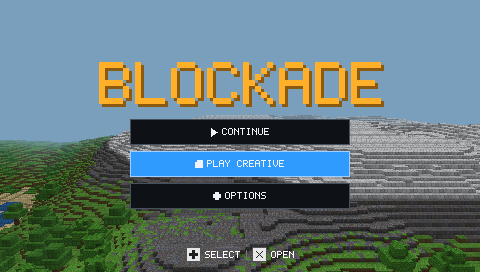 BLOCKADE
CONTINUE
PLAY CREATIVE
OPTIONS
SELECT | OPEN